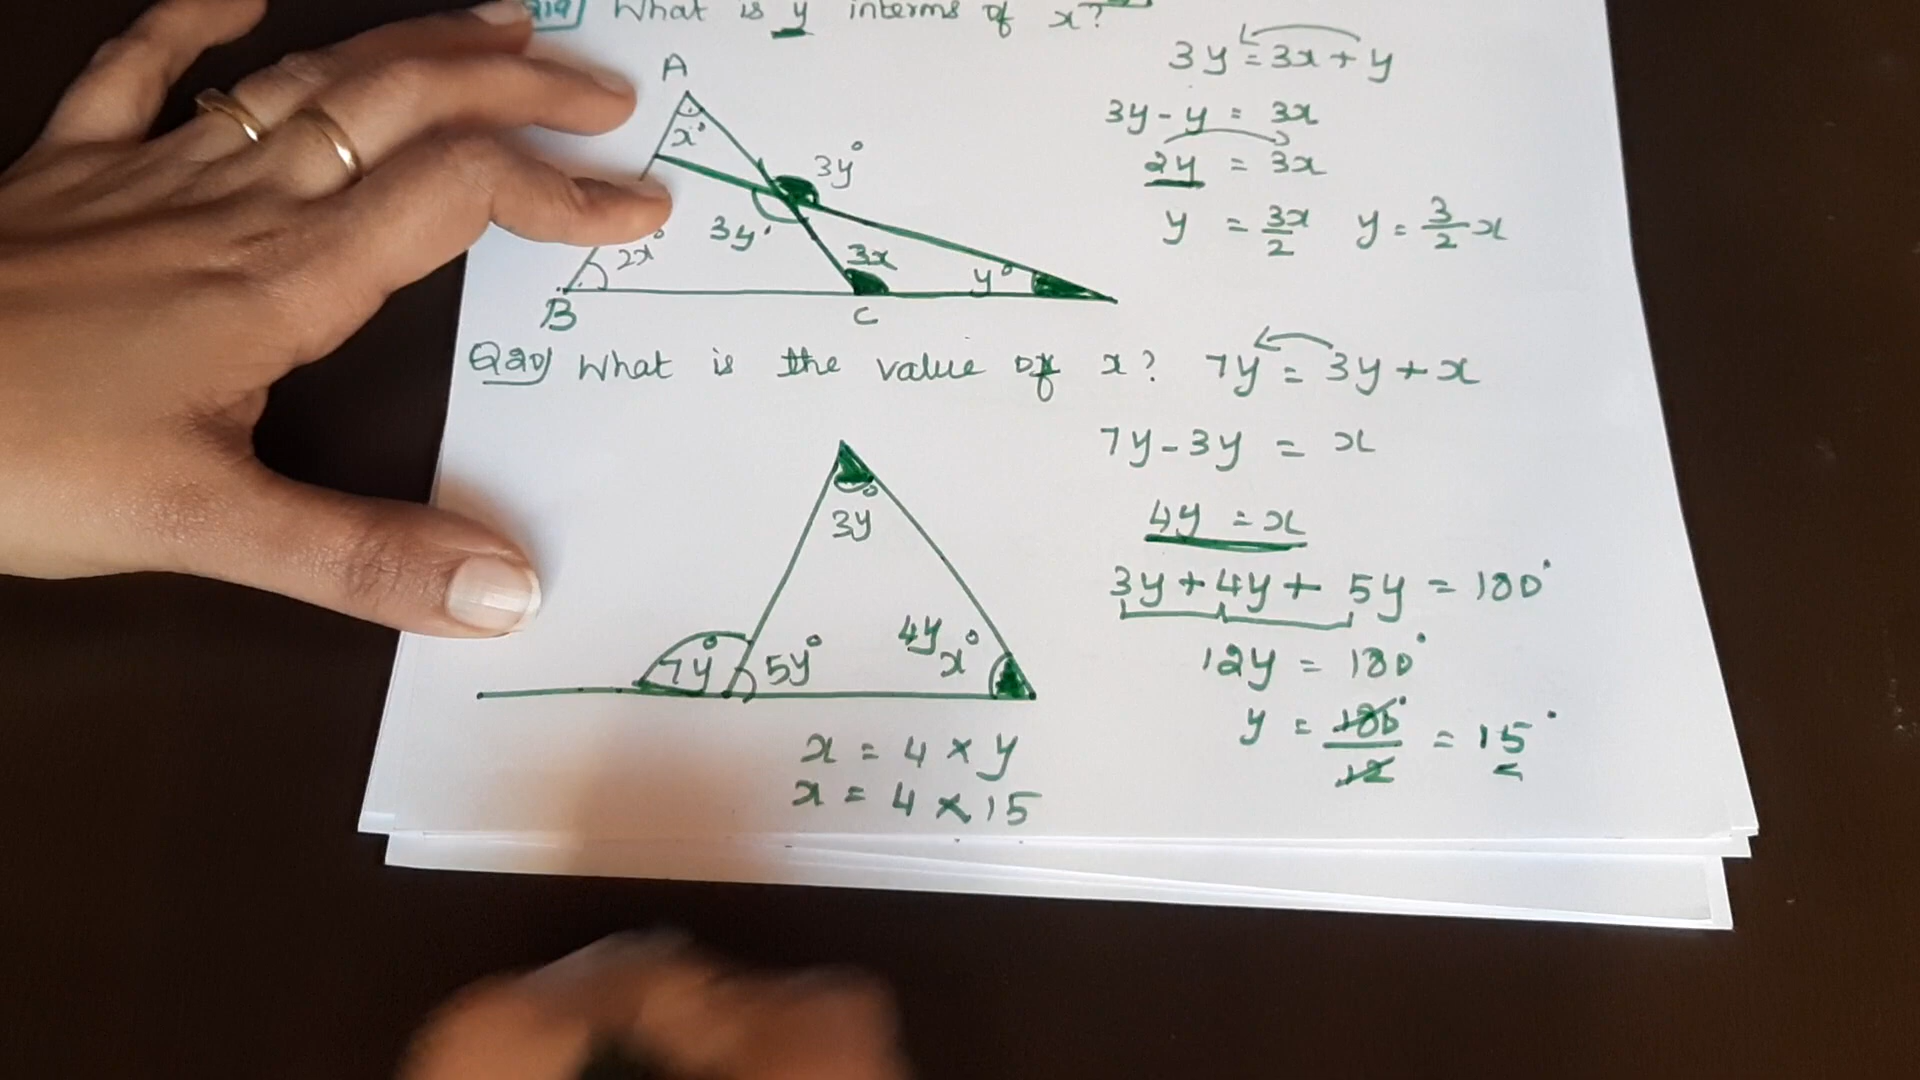 Q19) What is y interms of x?
A
x°
3y°
3y°
2x°
3x
y°
B
C
3y = 3x + y
3y - y = 3x
2y = 3x
y = 3x/2 y = 3/2 x
Q20) What is the value of x?
7y = 3y + x
7y - 3y = x
4y = x
3y + 4y + 5y = 180°
12y = 180°
y = 180°/12 = 15°
3y
7y°
5y°
4y
x°
x = 4 × y
x = 4 × 15